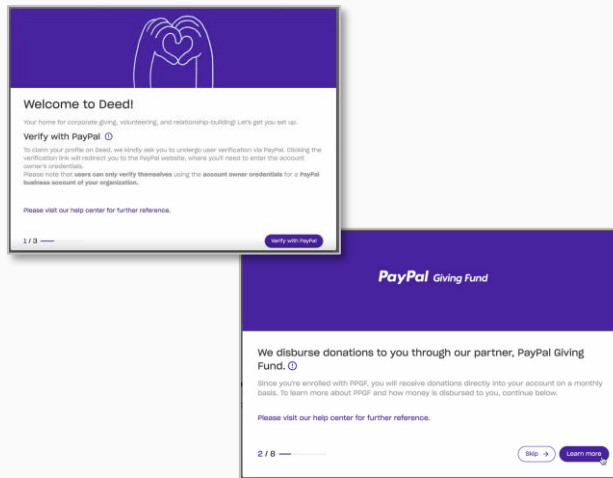 Welcome to Deed!
Your home for corporate giving, volunteering, and relationship-building! Let's get you set up.
Verify with PayPal
To claim your profile on Deed, we kindly ask you to undergo user verification via PayPal. Clicking the
verification link will redirect you to the PayPal website, where you'll need to enter the account
owner's credentials.
Please note that users can only verify themselves using the account owner credentials for a PayPal
business account of your organization.
Please visit our help center for further reference.
1 / 3
Verify with PayPal
PayPal Giving Fund
We disburse donations to you through our partner, PayPal Giving
Fund.
Since you're enrolled with PPGF, you will receive donations directly into your account on a monthly
basis. To learn more about PPGF and how money is disbursed to you, continue below.
Please visit our help center for further reference.
2 / 8
Skip →
Learn more